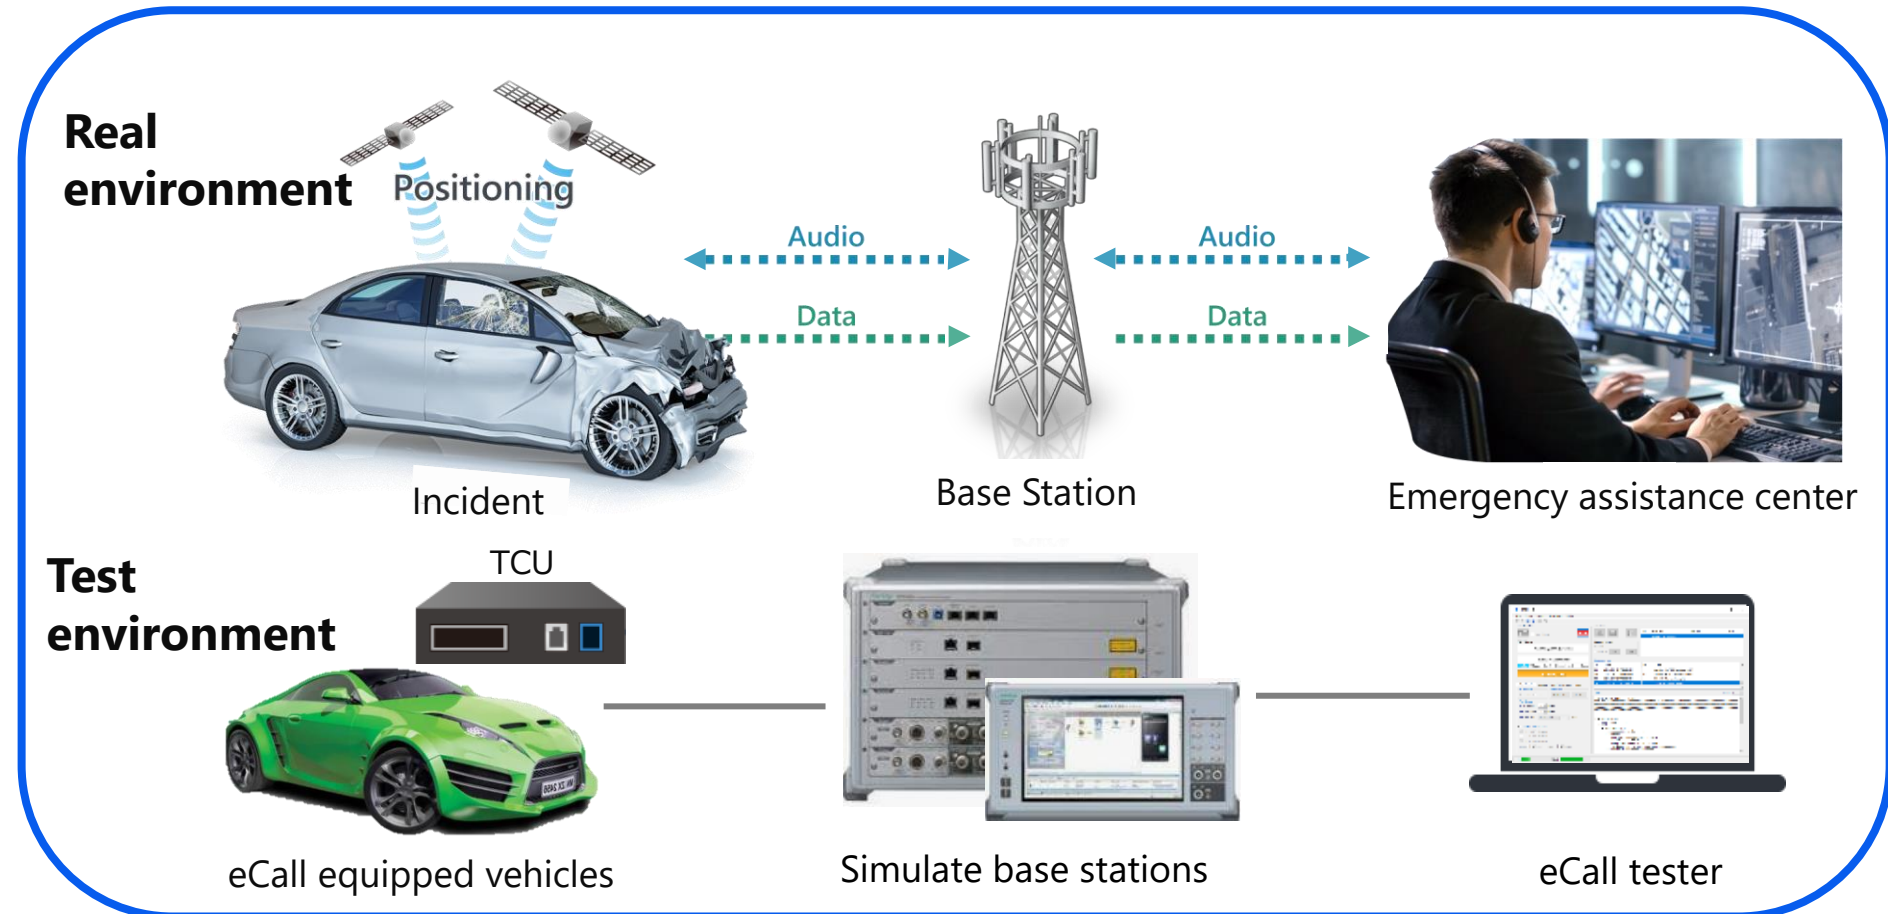 Real
environment
Positioning
Audio
Audio
Data
Data
Incident
Base Station
Emergency assistance center
Test
environment
TCU
eCall equipped vehicles
Simulate base stations
eCall tester